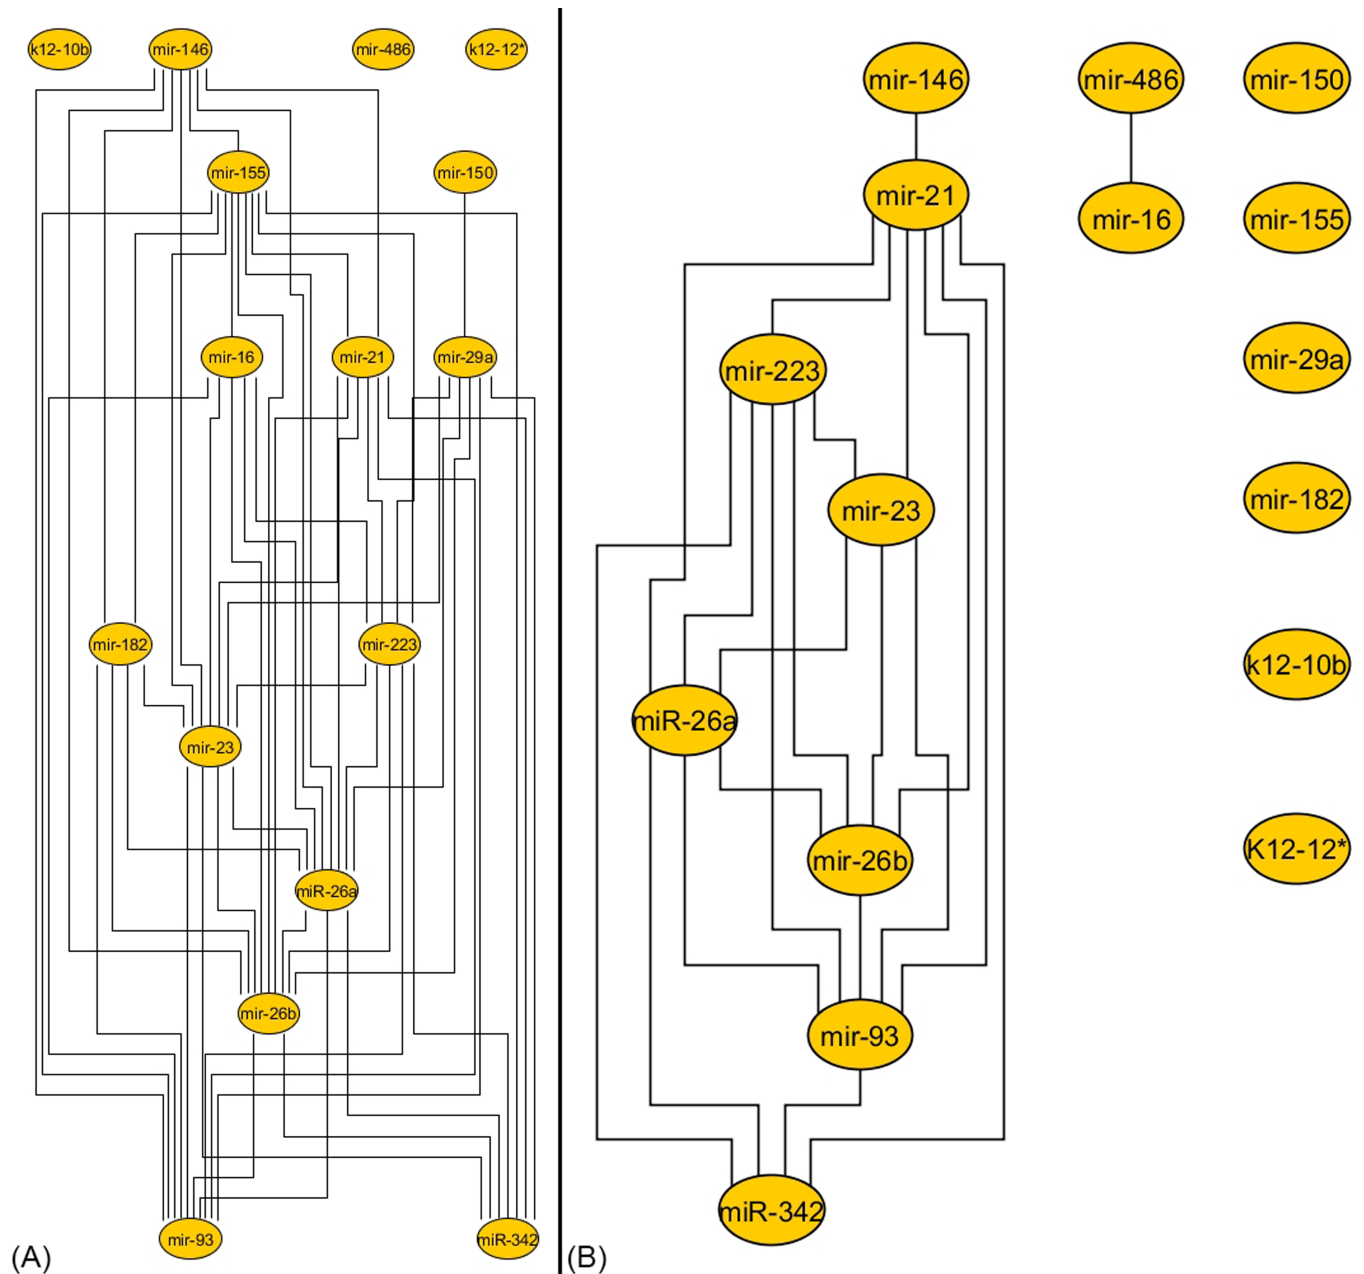 k12-10b mir-146 mir-486 k12-12*
mir-155 mir-150
mir-16 mir-21 mir-29a
mir-182 mir-223
mir-23
miR-26a
mir-26b
mir-93 miR-342
(A)
mir-146 mir-486 mir-150
mir-21 mir-16 mir-155
mir-223 mir-29a
mir-23 mir-182
miR-26a k12-10b
mir-26b K12-12*
mir-93
miR-342
(B)